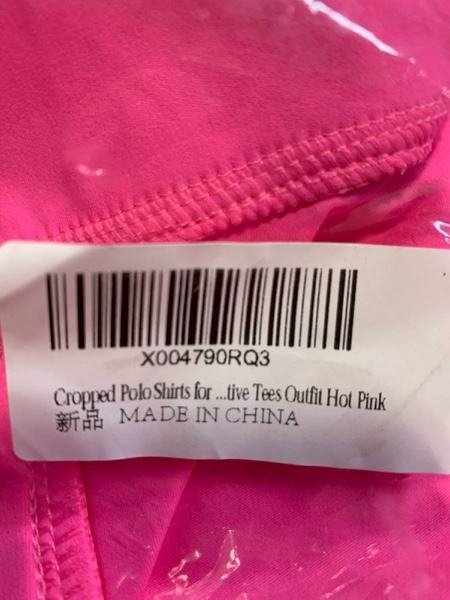 X004790RQ3
Cropped Polo Shirts for ...tive Tees Outfit Hot Pink
新品 MADE IN CHINA